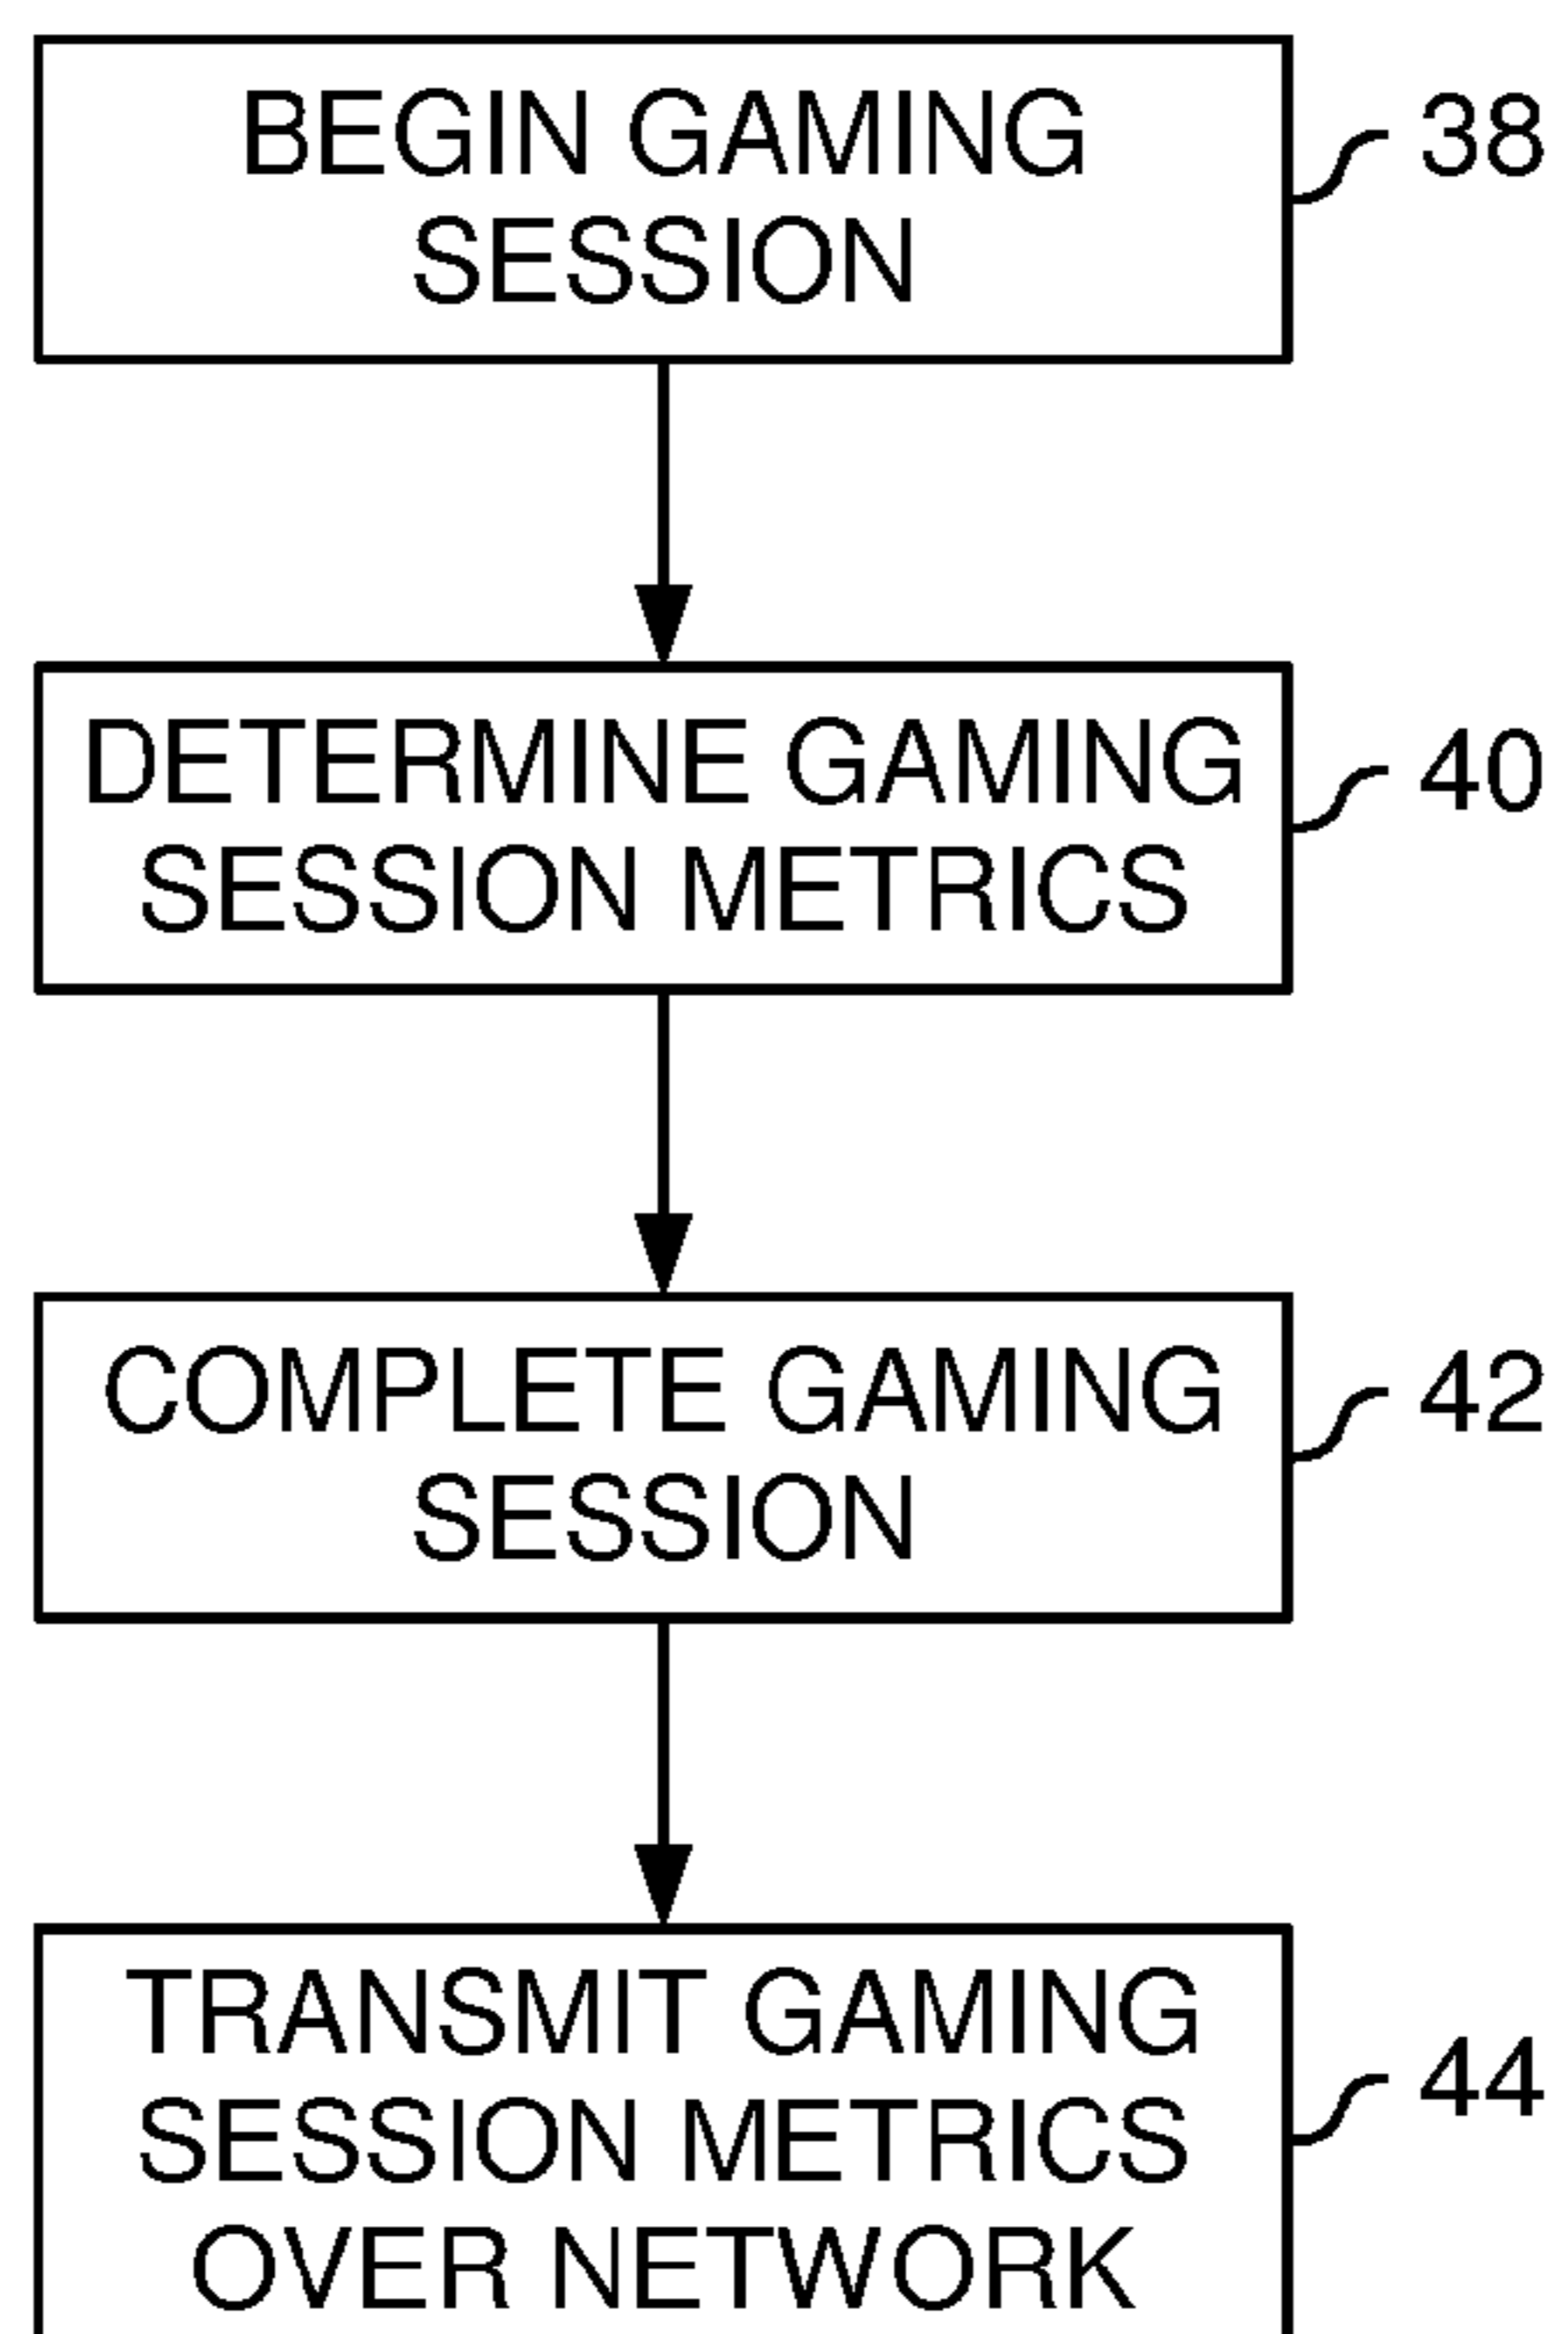 BEGIN GAMING
SESSION
38
DETERMINE GAMING
SESSION METRICS
40
COMPLETE GAMING
SESSION
42
TRANSMIT GAMING
SESSION METRICS
OVER NETWORK
44